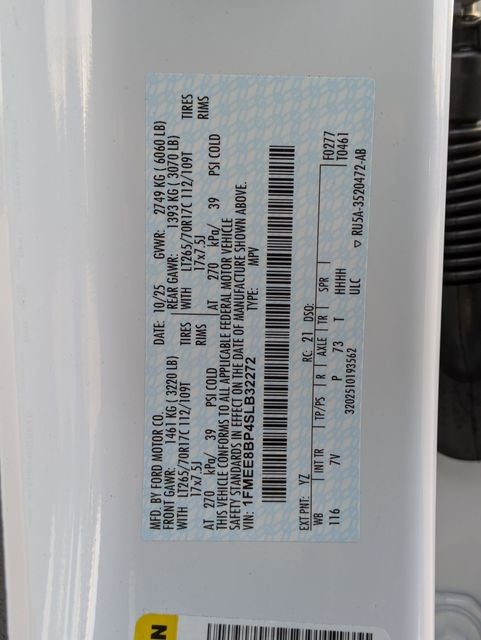 MFD. BY FORD MOTOR CO.
DATE: 10/25 GVWR: 2749 KG ( 6060 LB)
FRONT GAWR: 1461 KG ( 3220 LB) REAR GAWR: 1393 KG ( 3070 LB)
WITH LT265/70R17C 112/109T TIRES WITH LT265/70R17C 112/109T TIRES
17x7.5J RIMS 17x7.5J RIMS
AT 270 kPa/ 39 PSI COLD AT 270 kPa/ 39 PSI COLD
THIS VEHICLE CONFORMS TO ALL APPLICABLE FEDERAL MOTOR VEHICLE
SAFETY STANDARDS IN EFFECT ON THE DATE OF MANUFACTURE SHOWN ABOVE.
VIN: 1FMEE8BP4SLB32272 TYPE: MPV
F0277
T0461
EXT PNT: YZ RC: 21 DSO:
WB INT TR TP/PS R AXLE TR SPR
116 7V P 73 T HHHH
ULC
3202510193562
▽ RU5A-3520472-AB
N